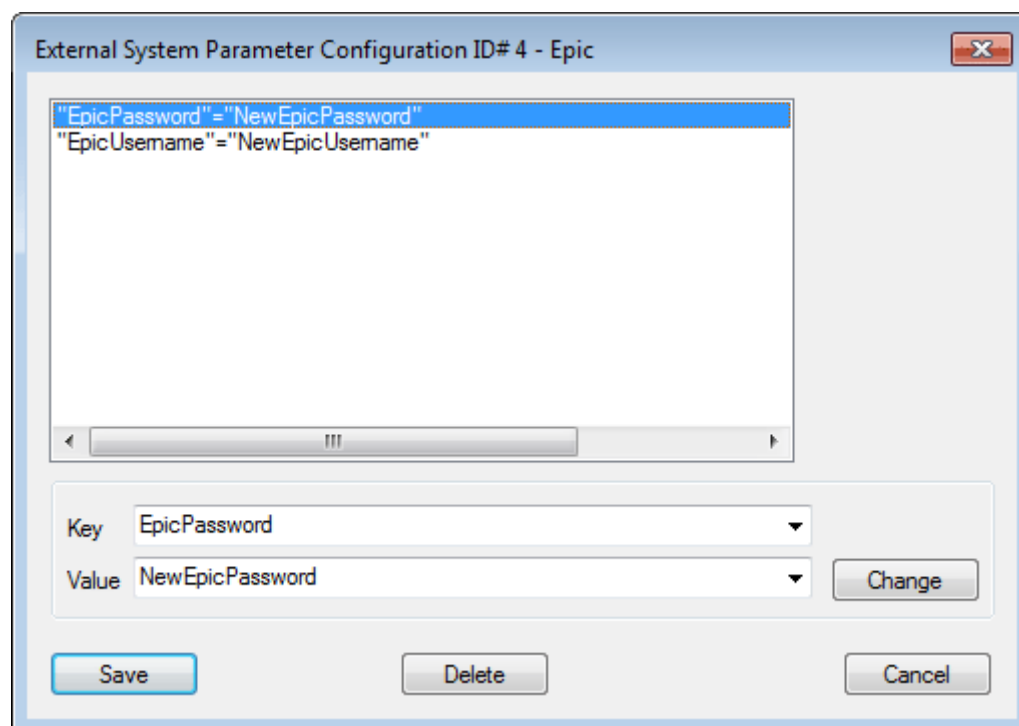 External System Parameter Configuration ID# 4 - Epic
"EpicPassword"="NewEpicPassword"
"EpicUsername"="NewEpicUsername"
Key EpicPassword
Value NewEpicPassword Change
Save Delete Cancel